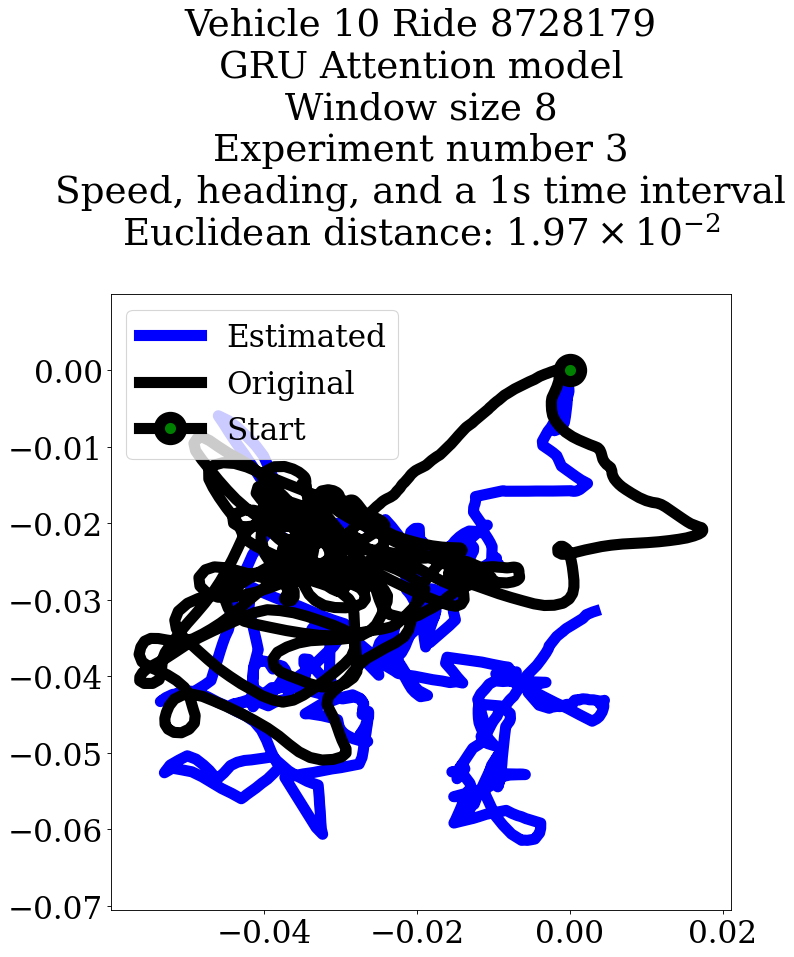 Vehicle 10 Ride 8728179
GRU Attention model
Window size 8
Experiment number 3
Speed, heading, and a 1s time interval
Euclidean distance: 1.97 × 10⁻²
Estimated
Original
Start
0.00
−0.01
−0.02
−0.03
−0.04
−0.05
−0.06
−0.07
−0.04 −0.02 0.00 0.02